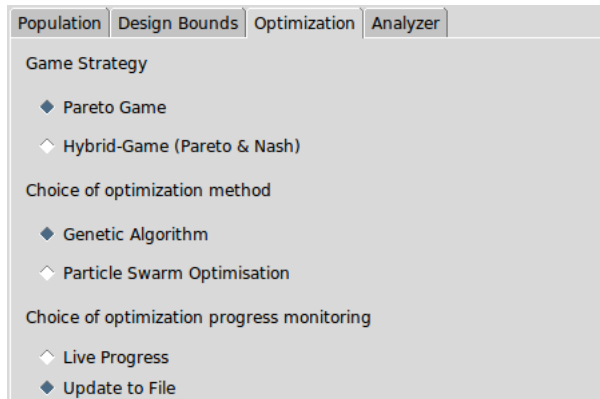 Population Design Bounds Optimization Analyzer
Game Strategy
Pareto Game
Hybrid-Game (Pareto & Nash)
Choice of optimization method
Genetic Algorithm
Particle Swarm Optimisation
Choice of optimization progress monitoring
Live Progress
Update to File